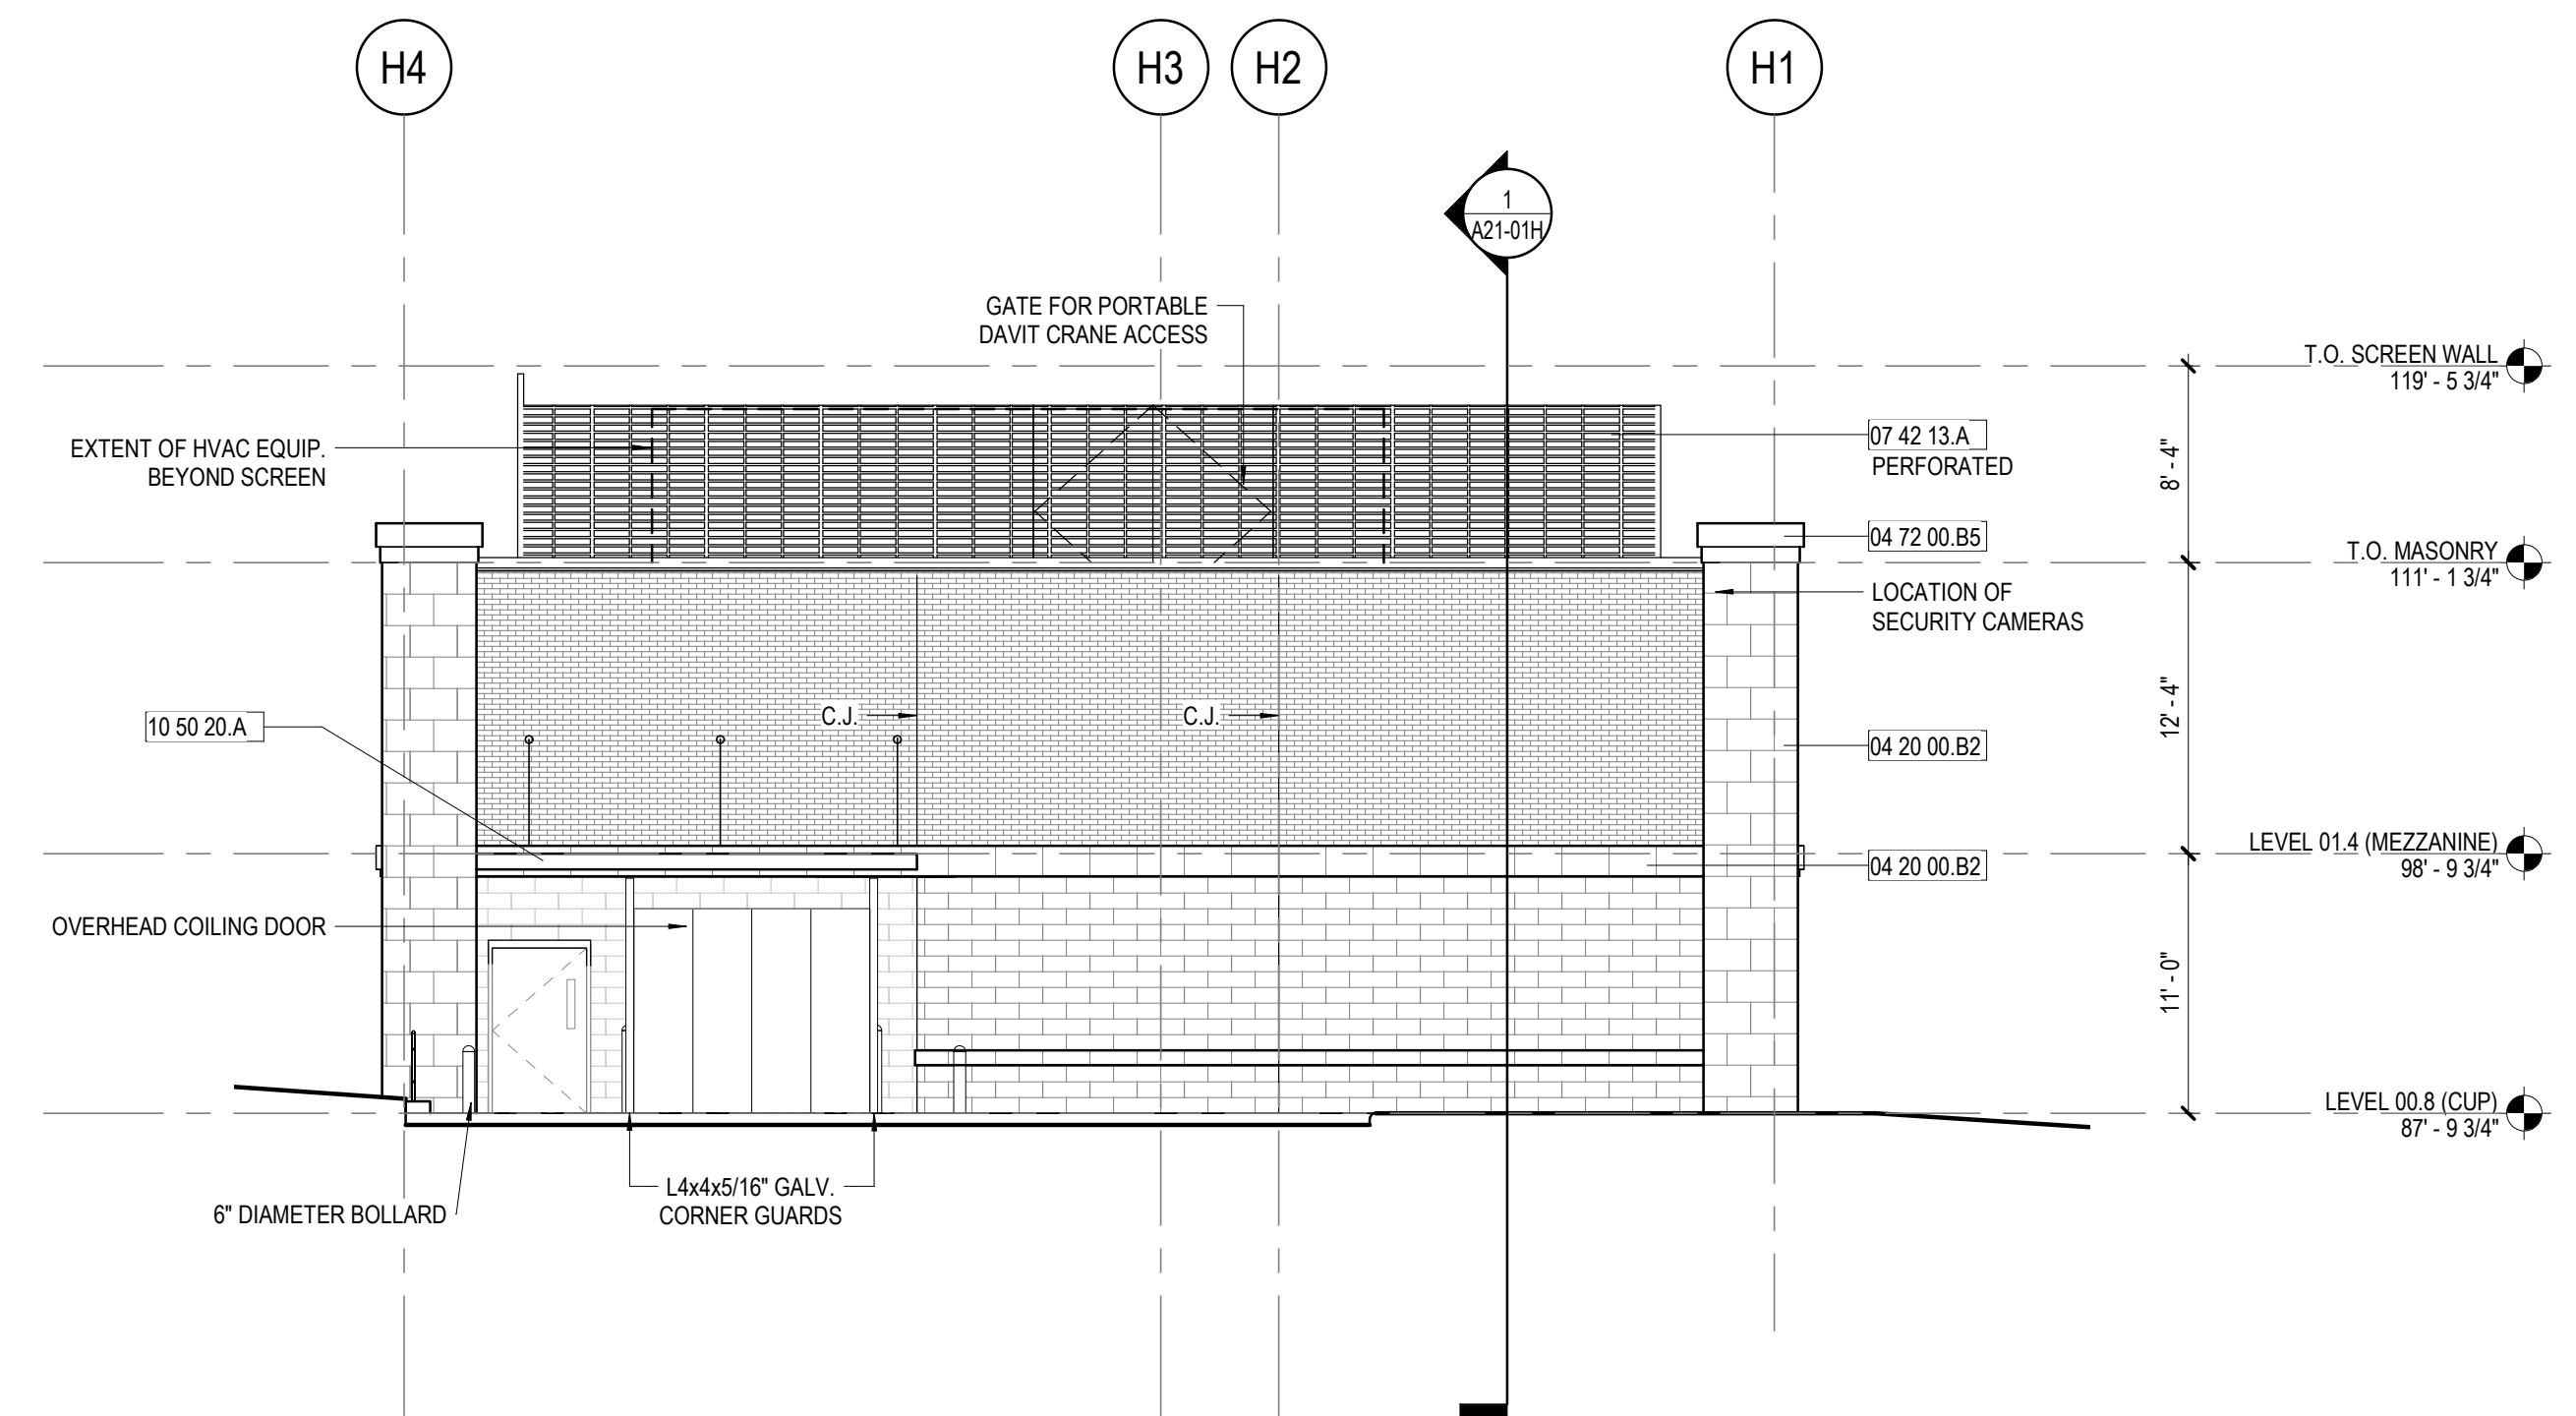 H4
H3
H2
H1
1
A21-01H
GATE FOR PORTABLE
DAVIT CRANE ACCESS
T.O. SCREEN WALL
119' - 5 3/4"
EXTENT OF HVAC EQUIP.
BEYOND SCREEN
07 42 13.A
PERFORATED
8' - 4"
04 72 00.B5
T.O. MASONRY
111' - 1 3/4"
LOCATION OF
SECURITY CAMERAS
10 50 20.A
C.J.
C.J.
12' - 4"
04 20 00.B2
LEVEL 01.4 (MEZZANINE)
98' - 9 3/4"
04 20 00.B2
OVERHEAD COILING DOOR
11' - 0"
LEVEL 00.8 (CUP)
87' - 9 3/4"
L4x4x5/16" GALV.
CORNER GUARDS
6" DIAMETER BOLLARD